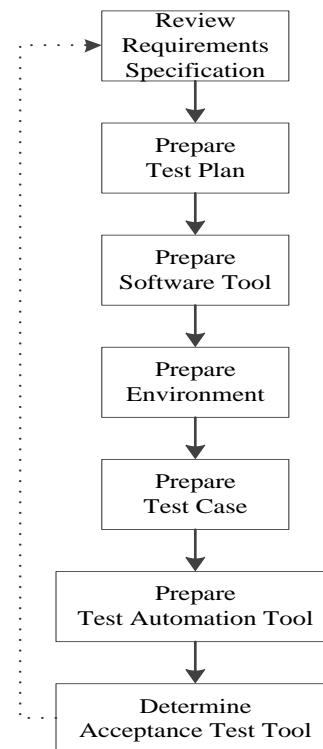 Review
Requirements
Specification
Prepare
Test Plan
Prepare
Software Tool
Prepare
Environment
Prepare
Test Case
Prepare
Test Automation Tool
Determine
Acceptance Test Tool